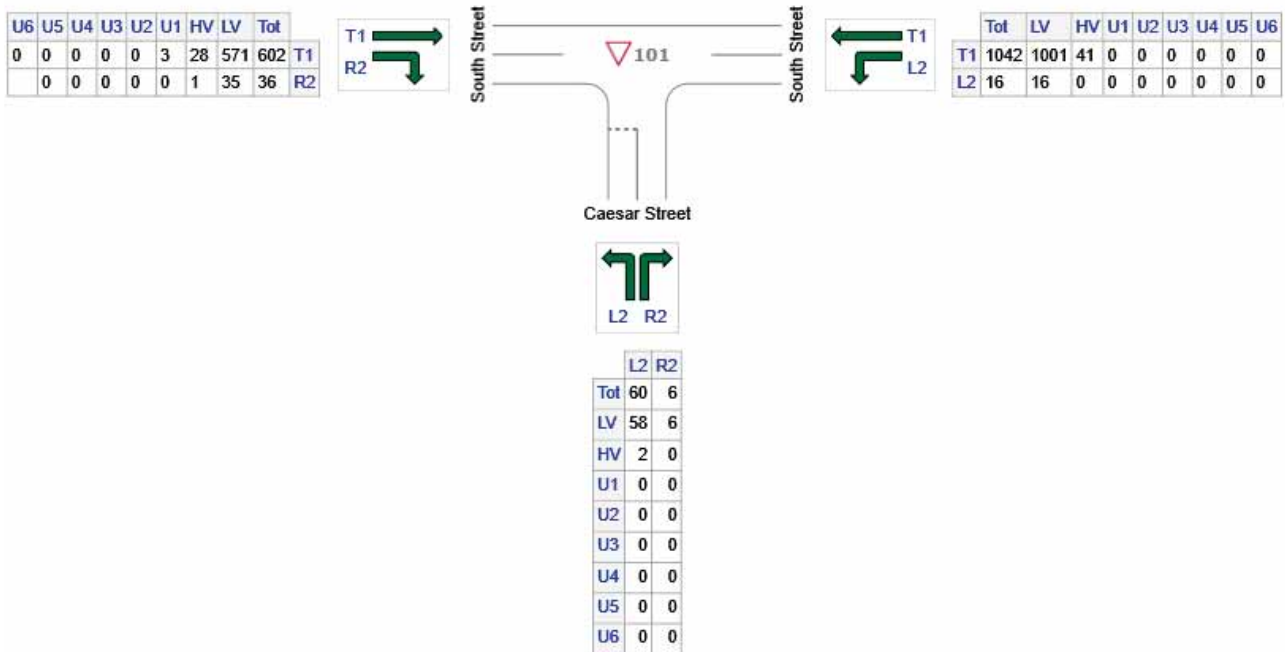 U6 U5 U4 U3 U2 U1 HV LV Tot
0 0 0 0 0 3 28 571 602 T1
0 0 0 0 0 1 35 36 R2
T1
R2
South Street
101
South Street
T1
L2
Tot LV HV U1 U2 U3 U4 U5 U6
T1 1042 1001 41 0 0 0 0 0 0
L2 16 16 0 0 0 0 0 0 0
Caesar Street
L2 R2
L2 R2
Tot 60 6
LV 58 6
HV 2 0
U1 0 0
U2 0 0
U3 0 0
U4 0 0
U5 0 0
U6 0 0